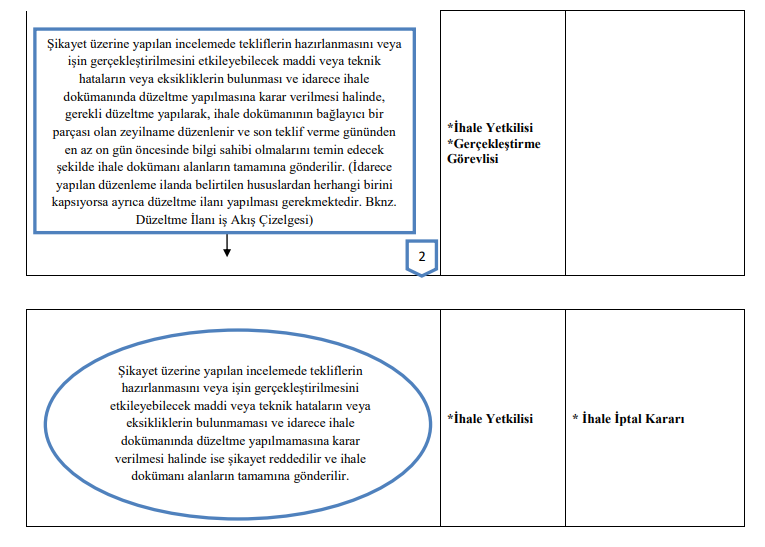 Şikayet üzerine yapılan incelemede tekliflerin hazırlanmasını veya
işin gerçekleştirilmesini etkileyebilecek maddi veya teknik
hataların veya eksikliklerin bulunması ve idarece ihale
dokümanında düzeltme yapılmasına karar verilmesi halinde,
gerekli düzeltme yapılarak, ihale dokümanının bağlayıcı bir
parçası olan zeyilname düzenlenir ve son teklif verme gününden
en az on gün öncesinde bilgi sahibi olmalarını temin edecek
şekilde ihale dokümanı alanların tamamına gönderilir. (İdarece
yapılan düzenleme ilanda belirtilen hususlardan herhangi birini
kapsıyorsa ayrıca düzeltme ilanı yapılması gerekmektedir. Bknz.
Düzeltme İlanı iş Akış Çizelgesi)
2
*İhale Yetkilisi
*Gerçekleştirme
Görevlisi
Şikayet üzerine yapılan incelemede tekliflerin
hazırlanmasını veya işin gerçekleştirilmesini
etkileyebilecek maddi veya teknik hataların veya
eksikliklerin bulunmaması ve idarece ihale
dokümanında düzeltme yapılmamasına karar
verilmesi halinde ise şikayet reddedilir ve ihale
dokümanı alanların tamamına gönderilir.
*İhale Yetkilisi
* İhale İptal Kararı